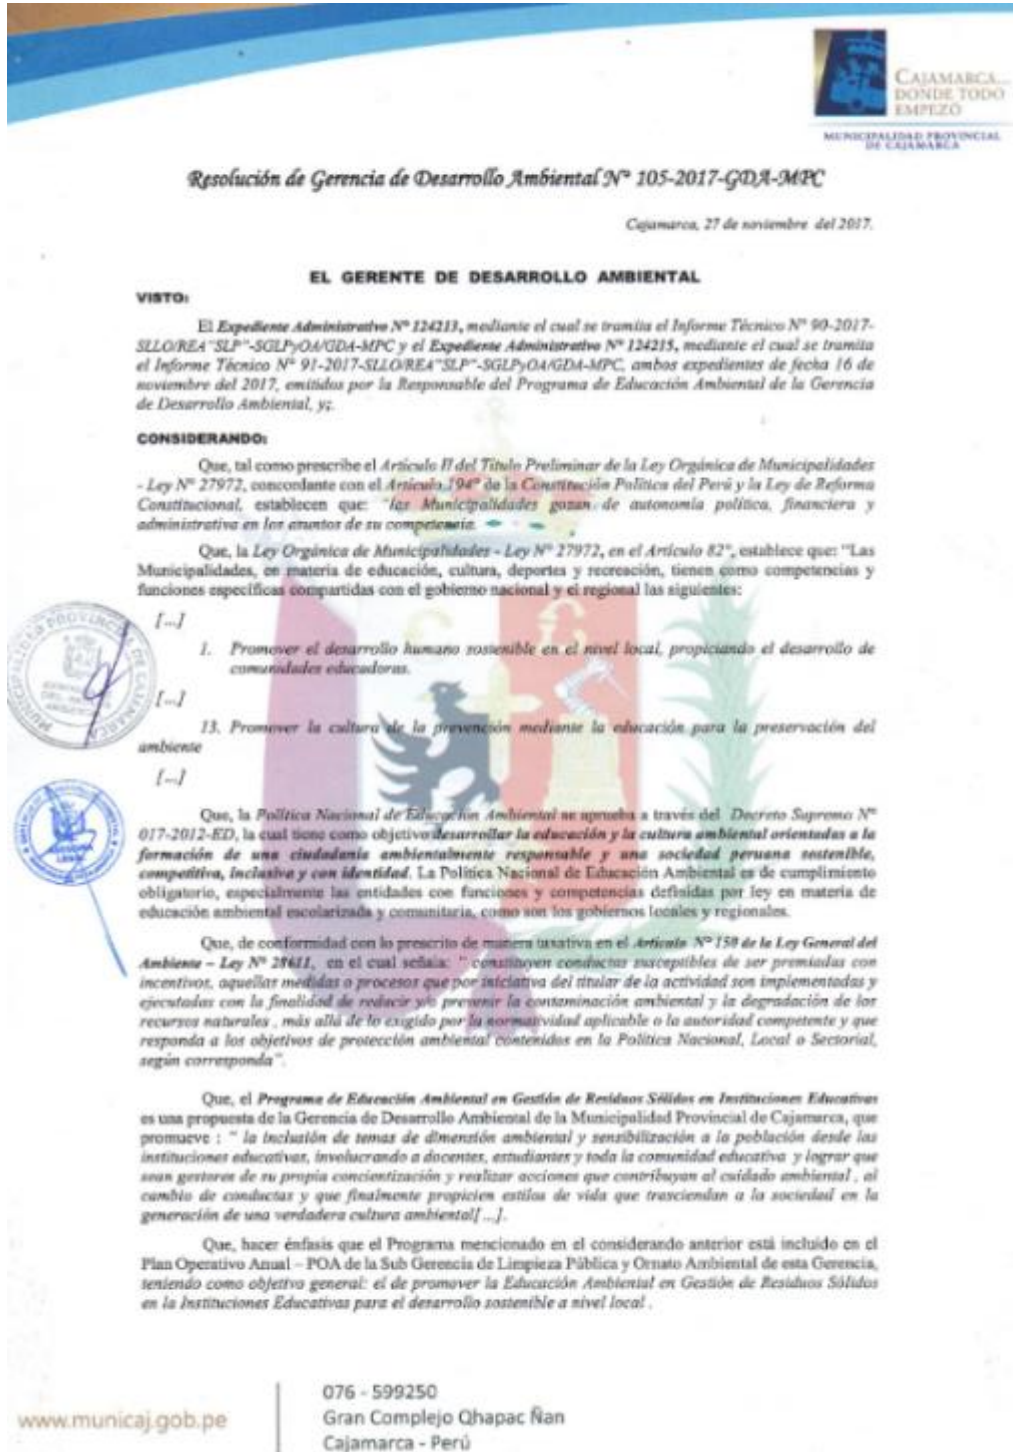 CAJAMARCA...
DONDE TODO
EMPEZÓ
MUNICIPALIDAD PROVINCIAL
DE CAJAMARCA
Resolución de Gerencia de Desarrollo Ambiental N° 105-2017-GDA-MPC
Cajamarca, 27 de noviembre del 2017.
EL GERENTE DE DESARROLLO AMBIENTAL
VISTO:
El Expediente Administrativo N° 124213, mediante el cual se tramita el Informe Técnico N° 90-2017-
SLLO/REA"SLP"-SGLPyOA/GDA-MPC y el Expediente Administrativo N° 124215, mediante el cual se tramita
el Informe Técnico N° 91-2017-SLLO/REA"SLP"-SGLPyOA/GDA-MPC, ambos expedientes de fecha 16 de
noviembre del 2017, emitidos por la Responsable del Programa de Educación Ambiental de la Gerencia
de Desarrollo Ambiental, y;.
CONSIDERANDO:
Que, tal como prescribe el Artículo II del Título Preliminar de la Ley Orgánica de Municipalidades
- Ley N° 27972, concordante con el Artículo 194° de la Constitución Política del Perú y la Ley de Reforma
Constitucional, establecen que: "las Municipalidades gozan de autonomía política, financiera y
administrativa en los asuntos de su competencia.
Que, la Ley Orgánica de Municipalidades - Ley N° 27972, en el Artículo 82°, establece que: "Las
Municipalidades, en materia de educación, cultura, deportes y recreación, tienen como competencias y
funciones específicas compartidas con el gobierno nacional y el regional las siguientes:
[...]
1. Promover el desarrollo humano sostenible en el nivel local, propiciando el desarrollo de
comunidades educadoras.
[...]
13. Promover la cultura de la prevención mediante la educación para la preservación del
ambiente
[...]
Que, la Política Nacional de Educación Ambiental se aprueba a través del Decreto Supremo N°
017-2012-ED, la cual tiene como objetivo desarrollar la educación y la cultura ambiental orientadas a la
formación de una ciudadanía ambientalmente responsable y una sociedad peruana sostenible,
competitiva, inclusiva y con identidad. La Política Nacional de Educación Ambiental es de cumplimiento
obligatorio, especialmente las entidades con funciones y competencias definidas por ley en materia de
educación ambiental escolarizada y comunitaria, como son los gobiernos locales y regionales.
Que, de conformidad con lo prescrito de manera taxativa en el Artículo N° 150 de la Ley General del
Ambiente – Ley N° 28611, en el cual señala: " constituyen conductas susceptibles de ser premiadas con
incentivos, aquellas medidas o procesos que por iniciativa del titular de la actividad son implementadas y
ejecutadas con la finalidad de reducir y/o prevenir la contaminación ambiental y la degradación de los
recursos naturales , más allá de lo exigido por la normatividad aplicable o la autoridad competente y que
responda a los objetivos de protección ambiental contenidos en la Política Nacional, Local o Sectorial,
según corresponda".
Que, el Programa de Educación Ambiental en Gestión de Residuos Sólidos en Instituciones Educativas
es una propuesta de la Gerencia de Desarrollo Ambiental de la Municipalidad Provincial de Cajamarca, que
promueve : " la inclusión de temas de dimensión ambiental y sensibilización a la población desde las
instituciones educativas, involucrando a docentes, estudiantes y toda la comunidad educativa y lograr que
sean gestores de su propia concientización y realizar acciones que contribuyan al cuidado ambiental , al
cambio de conductas y que finalmente propicien estilos de vida que trasciendan a la sociedad en la
generación de una verdadera cultura ambiental[...].
Que, hacer énfasis que el Programa mencionado en el considerando anterior está incluido en el
Plan Operativo Anual – POA de la Sub Gerencia de Limpieza Pública y Ornato Ambiental de esta Gerencia,
teniendo como objetivo general: el de promover la Educación Ambiental en Gestión de Residuos Sólidos
en la Instituciones Educativas para el desarrollo sostenible a nivel local .
www.municaj.gob.pe
076 - 599250
Gran Complejo Qhapac Ñan
Cajamarca - Perú